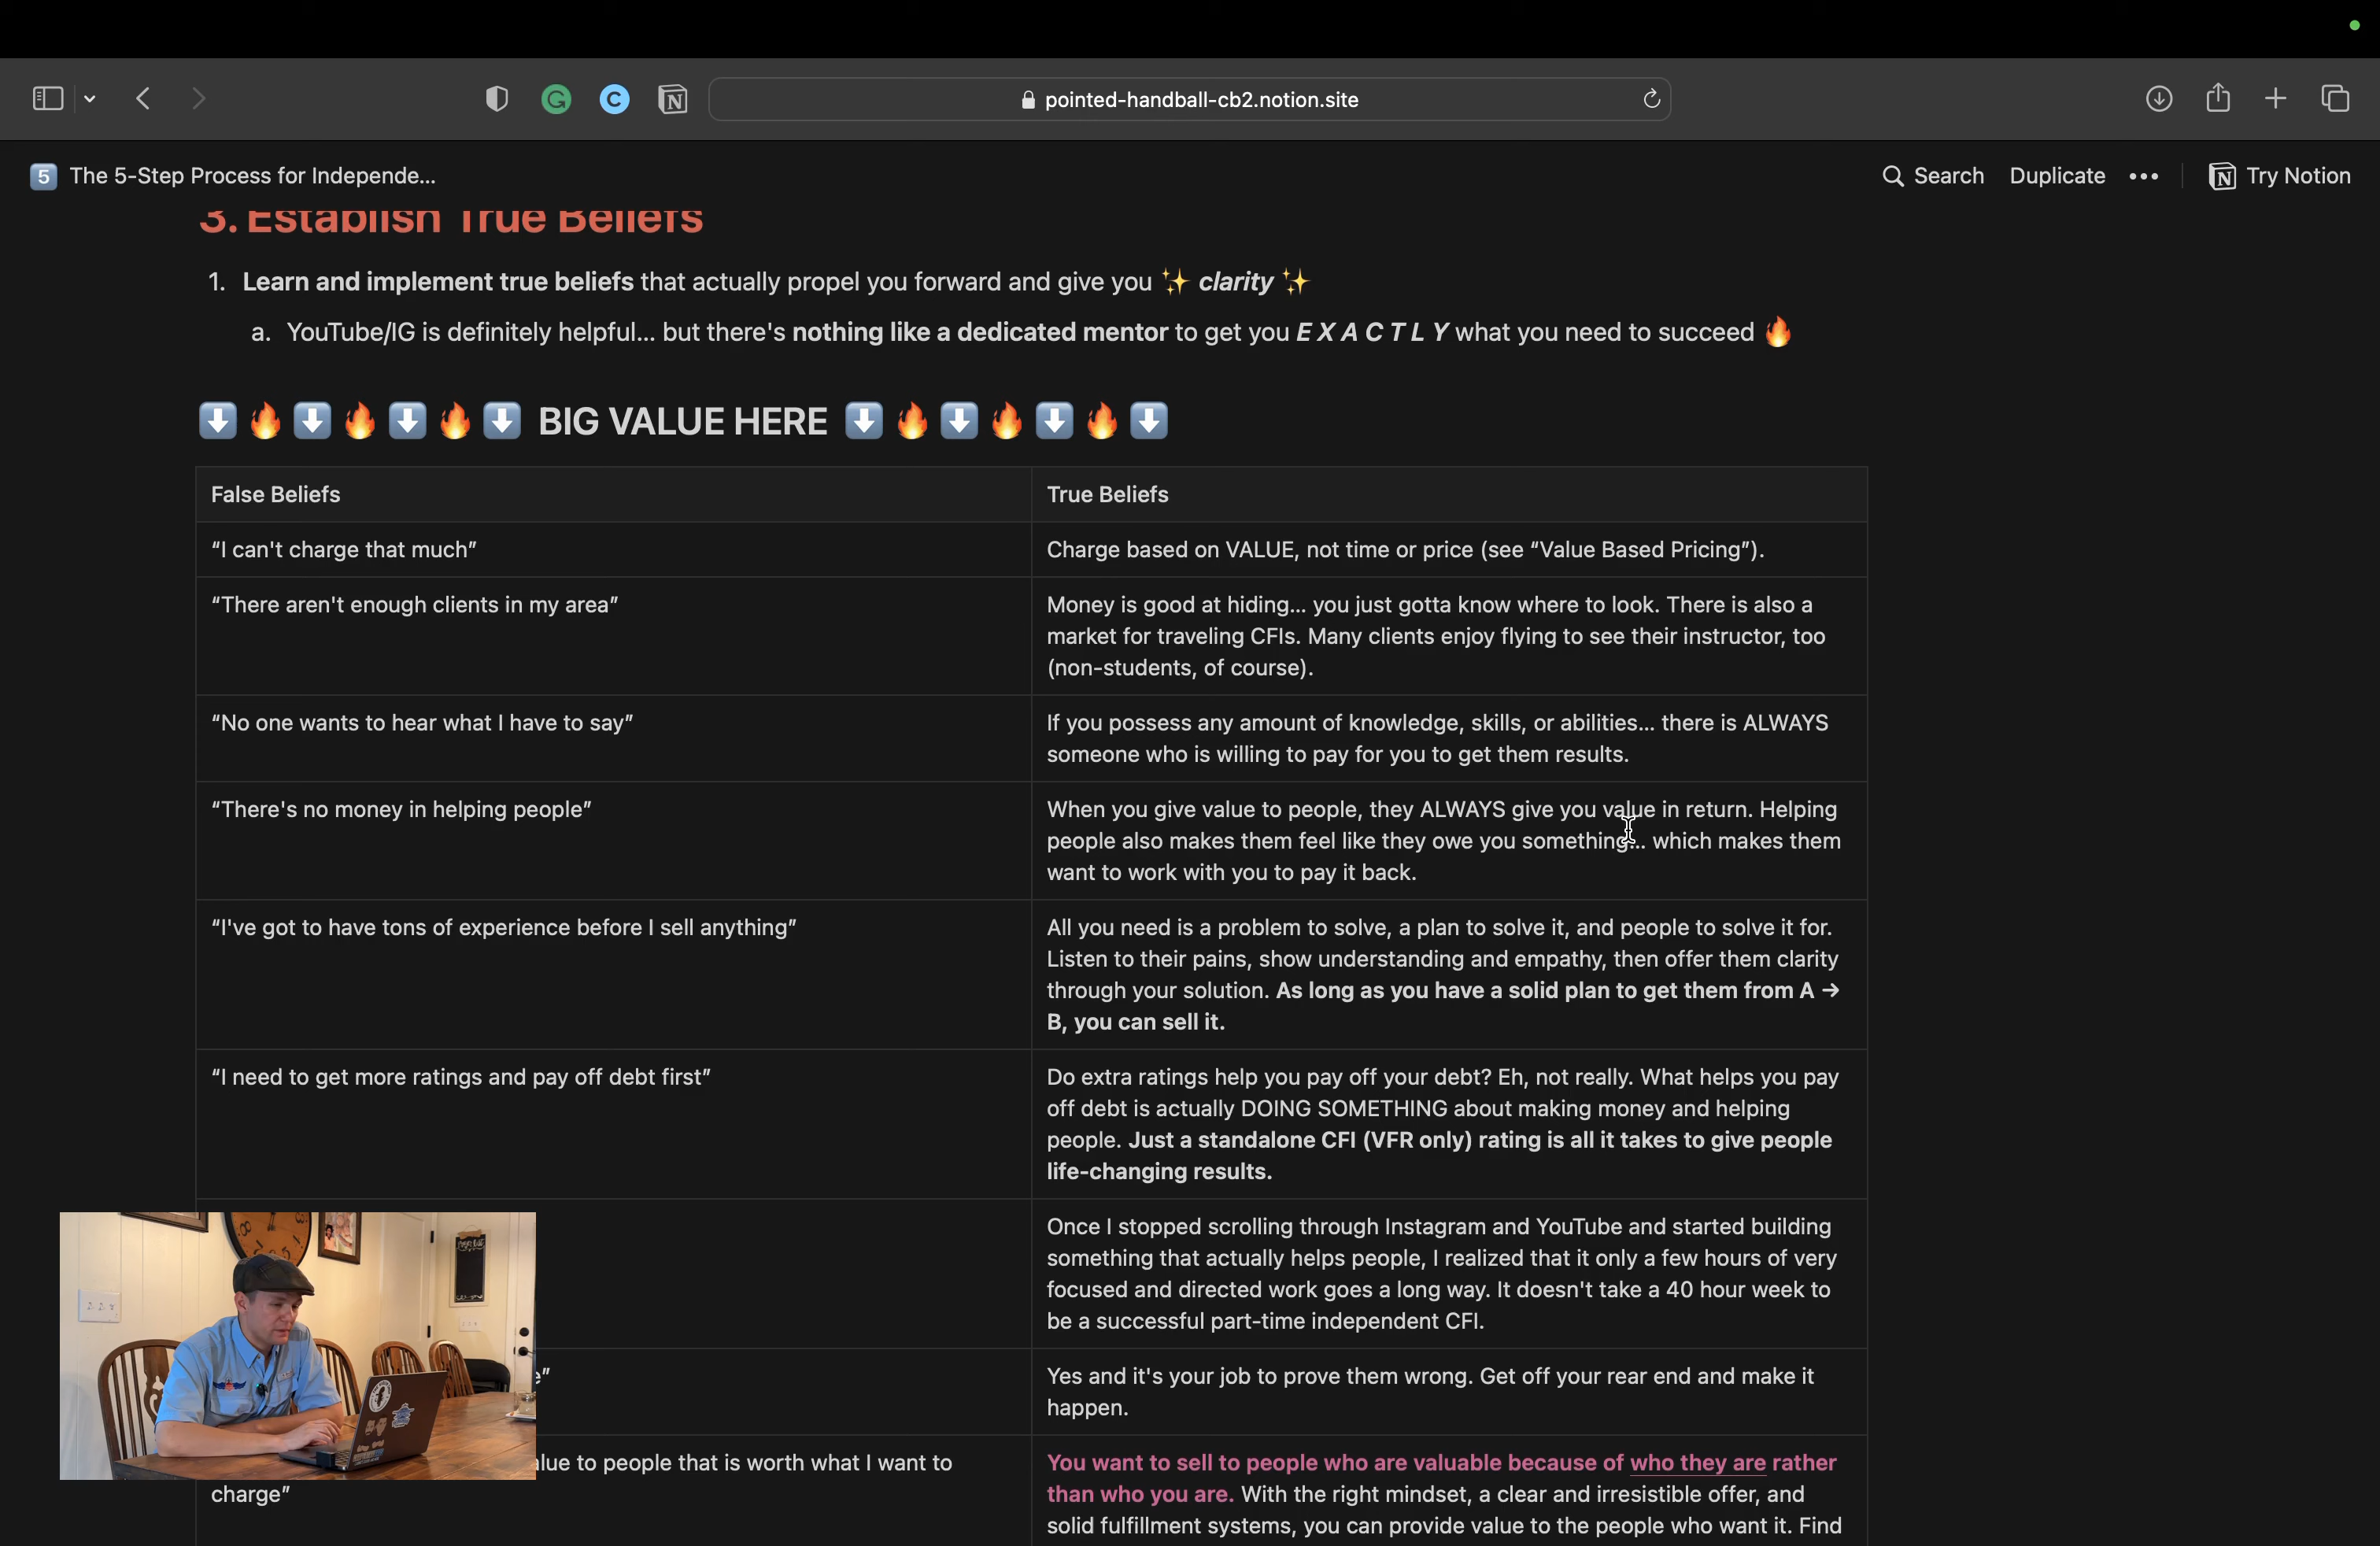 pointed-handball-cb2.notion.site
5 The 5-Step Process for Independe...
Search Duplicate ••• Try Notion
3. Establish True Beliefs
1. Learn and implement true beliefs that actually propel you forward and give you ✨ clarity ✨
a. YouTube/IG is definitely helpful... but there's nothing like a dedicated mentor to get you E X A C T L Y what you need to succeed 🔥
⬇️🔥⬇️🔥⬇️🔥⬇️ BIG VALUE HERE ⬇️🔥⬇️🔥⬇️🔥⬇️
False Beliefs
True Beliefs
“I can't charge that much”
Charge based on VALUE, not time or price (see “Value Based Pricing”).
“There aren't enough clients in my area”
Money is good at hiding... you just gotta know where to look. There is also a
market for traveling CFIs. Many clients enjoy flying to see their instructor, too
(non-students, of course).
“No one wants to hear what I have to say”
If you possess any amount of knowledge, skills, or abilities... there is ALWAYS
someone who is willing to pay for you to get them results.
“There's no money in helping people”
When you give value to people, they ALWAYS give you value in return. Helping
people also makes them feel like they owe you something... which makes them
want to work with you to pay it back.
“I've got to have tons of experience before I sell anything”
All you need is a problem to solve, a plan to solve it, and people to solve it for.
Listen to their pains, show understanding and empathy, then offer them clarity
through your solution. As long as you have a solid plan to get them from A →
B, you can sell it.
“I need to get more ratings and pay off debt first”
Do extra ratings help you pay off your debt? Eh, not really. What helps you pay
off debt is actually DOING SOMETHING about making money and helping
people. Just a standalone CFI (VFR only) rating is all it takes to give people
life-changing results.
Once I stopped scrolling through Instagram and YouTube and started building
something that actually helps people, I realized that it only a few hours of very
focused and directed work goes a long way. It doesn't take a 40 hour week to
be a successful part-time independent CFI.
Yes and it's your job to prove them wrong. Get off your rear end and make it
happen.
to people that is worth what I want to
charge”
You want to sell to people who are valuable because of who they are rather
than who you are. With the right mindset, a clear and irresistible offer, and
solid fulfillment systems, you can provide value to the people who want it. Find